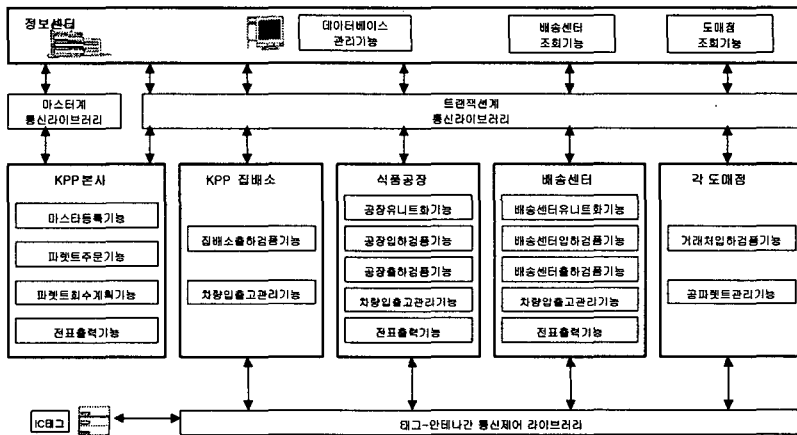 정보센터
데이터베이스
관리기능
배송센터
조회기능
도매점
조회기능
마스터계
통신라이브러리
트랜잭션계
통신라이브러리
KPP본사
마스타등록기능
파렛트주문기능
파렛트회수계획기능
전표출력기능
KPP 집배소
집배소출하검품기능
차량입출고관리기능
식품공장
공장유니트화기능
공장입하검품기능
공장출하검품기능
차량입출고관리기능
전표출력기능
배송센터
배송센터유니트화기능
배송센터입하검품기능
배송센터출하검품기능
차량입출고관리기능
전표출력기능
각 도매점
거래처입하검품기능
공파렛트관리기능
IC태그
태그-안테나간 통신제어 라이브러리